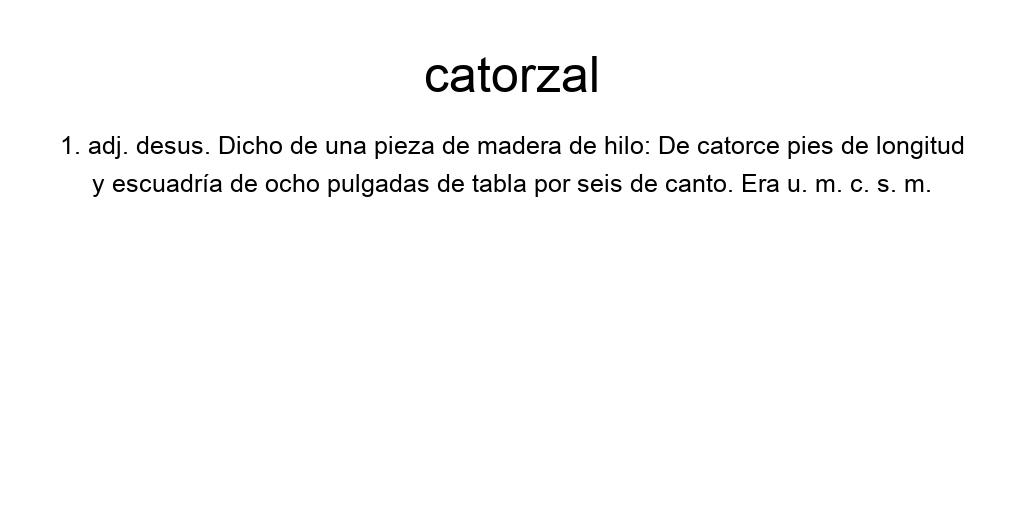 catorzal
1. adj. desus. Dicho de una pieza de madera de hilo: De catorce pies de longitud
y escuadría de ocho pulgadas de tabla por seis de canto. Era u. m. c. s. m.